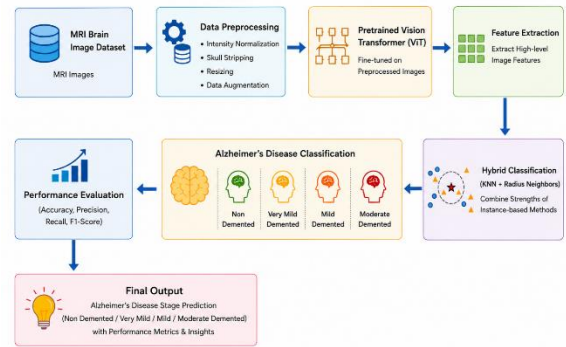 MRI Brain
Image Dataset
MRI Images
Data Preprocessing
• Intensity Normalization
• Skull Stripping
• Resizing
• Data Augmentation
Pretrained Vision
Transformer (ViT)
Fine-tuned on
Preprocessed Images
Feature Extraction
Extract High-level
Image Features
Hybrid Classification
(KNN + Radius Neighbors)
Combine Strengths of
Instance-based Methods
Alzheimer's Disease Classification
Non
Demented
Very Mild
Demented
Mild
Demented
Moderate
Demented
Performance Evaluation
(Accuracy, Precision,
Recall, F1-Score)
Final Output
Alzheimer's Disease Stage Prediction
(Non Demented / Very Mild / Mild / Moderate Demented)
with Performance Metrics & Insights